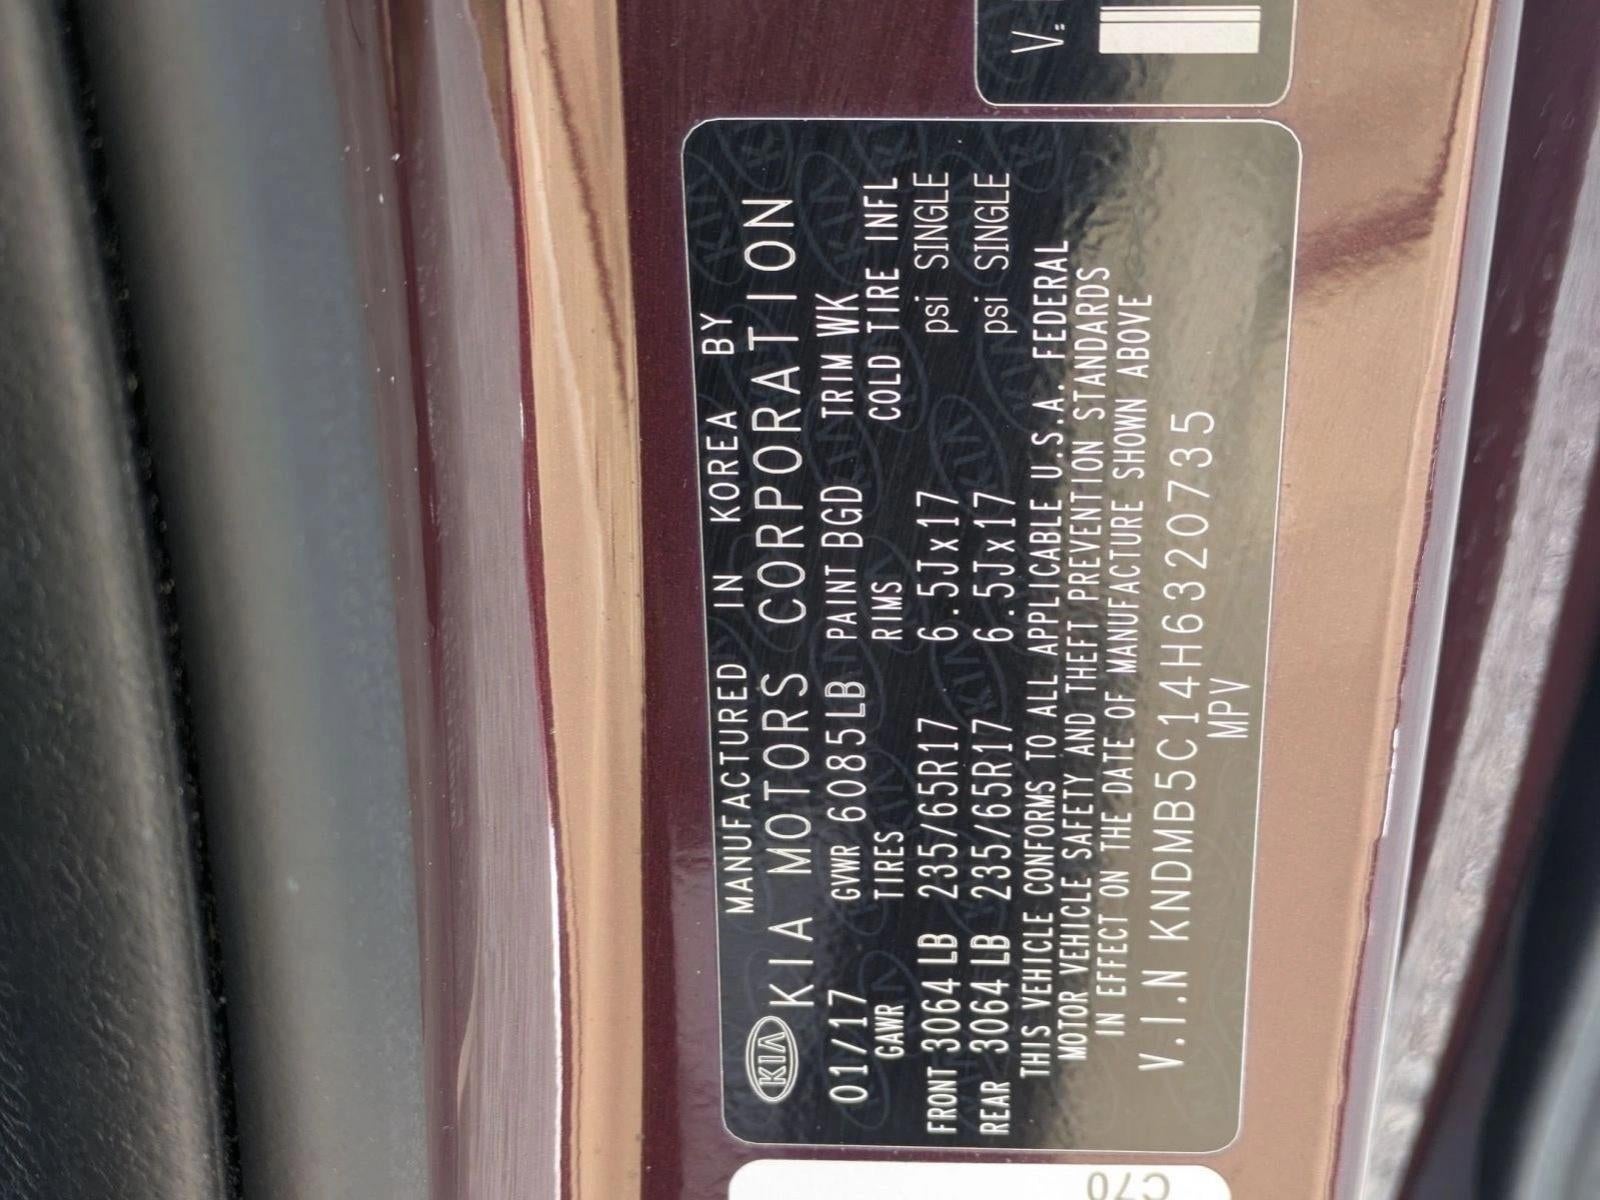 MANUFACTURED IN KOREA BY
KIA KIA MOTORS CORPORATION
01/17 GVWR 6085LB PAINT BGD TRIM WK
GAWR TIRES RIMS COLD TIRE INFL
FRONT 3064 LB 235/65R17 6.5Jx17 psi SINGLE
REAR 3064 LB 235/65R17 6.5Jx17 psi SINGLE
THIS VEHICLE CONFORMS TO ALL APPLICABLE U.S.A. FEDERAL
MOTOR VEHICLE SAFETY AND THEFT PREVENTION STANDARDS
IN EFFECT ON THE DATE OF MANUFACTURE SHOWN ABOVE
V.I.N KNDMB5C14H6320735
MPV
V.:
C70